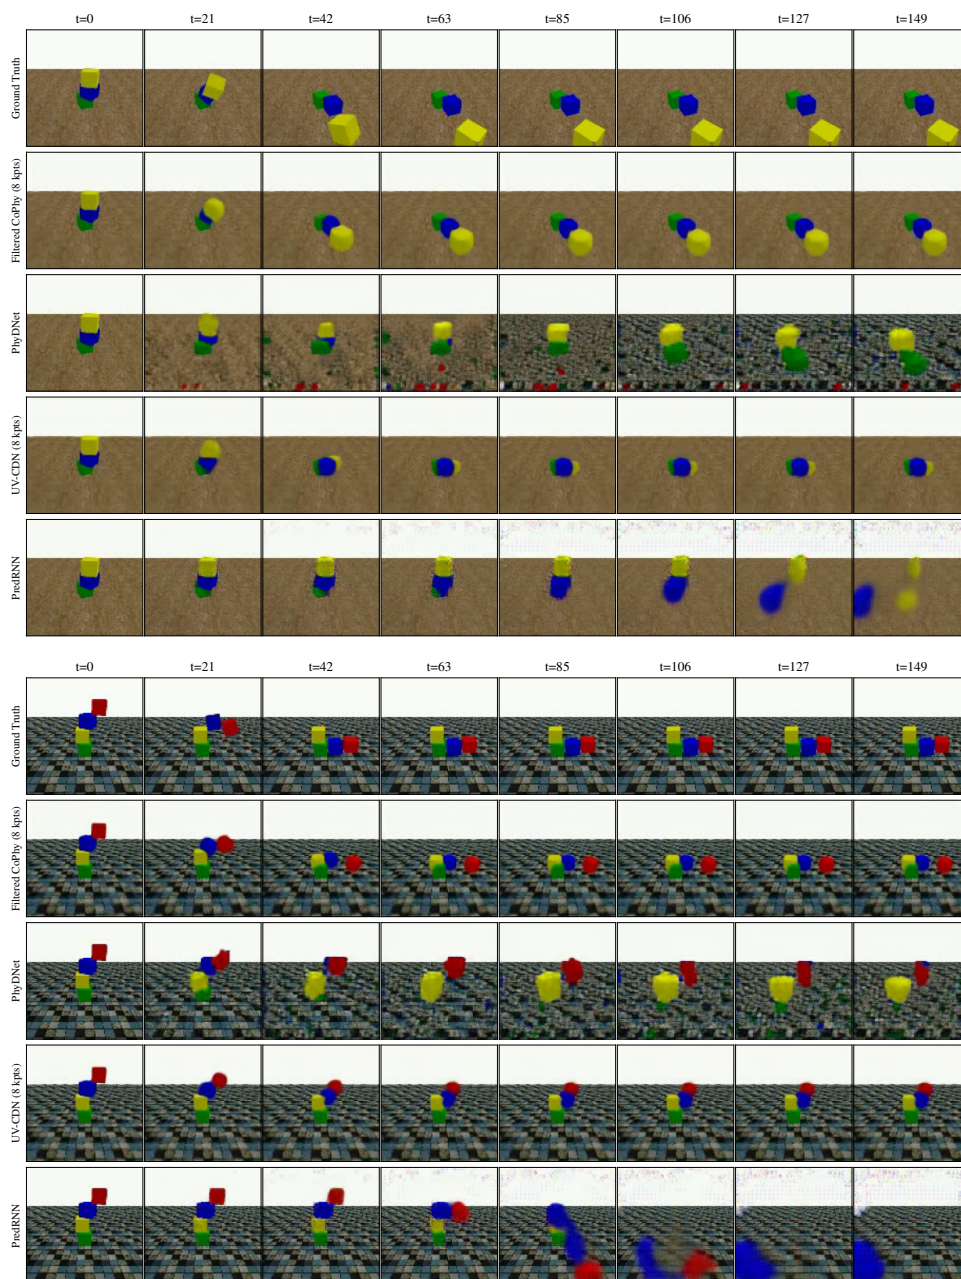 t=0 t=21 t=42 t=63 t=85 t=106 t=127 t=149
Ground Truth
Filtered CoPhy (8 kpts)
PhyDNet
UV-CDN (8 kpts)
PredRNN
t=0 t=21 t=42 t=63 t=85 t=106 t=127 t=149
Ground Truth
Filtered CoPhy (8 kpts)
PhyDNet
UV-CDN (8 kpts)
PredRNN